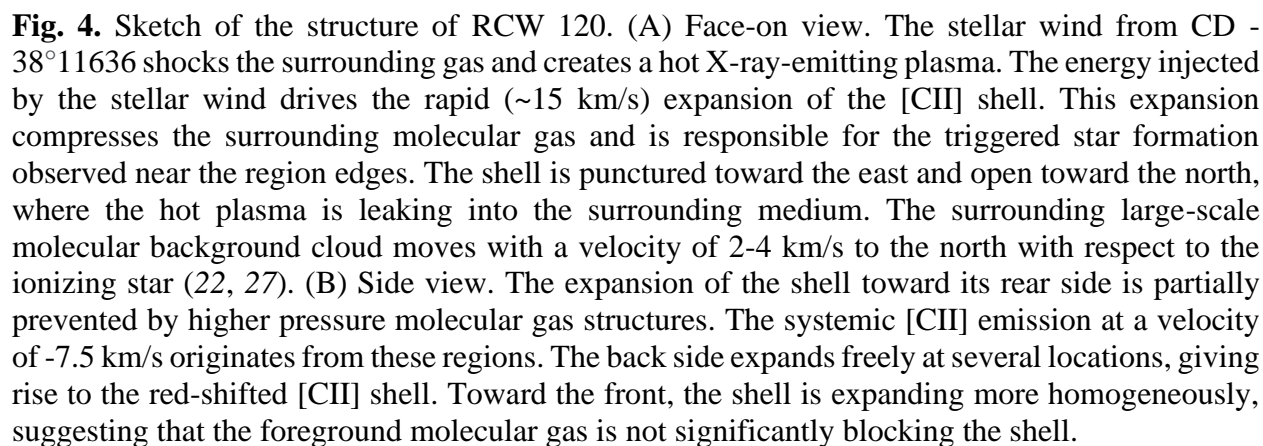 Fig. 4. Sketch of the structure of RCW 120. (A) Face-on view. The stellar wind from CD -
38°11636 shocks the surrounding gas and creates a hot X-ray-emitting plasma. The energy injected
by the stellar wind drives the rapid (~15 km/s) expansion of the [CII] shell. This expansion
compresses the surrounding molecular gas and is responsible for the triggered star formation
observed near the region edges. The shell is punctured toward the east and open toward the north,
where the hot plasma is leaking into the surrounding medium. The surrounding large-scale
molecular background cloud moves with a velocity of 2-4 km/s to the north with respect to the
ionizing star (22, 27). (B) Side view. The expansion of the shell toward its rear side is partially
prevented by higher pressure molecular gas structures. The systemic [CII] emission at a velocity
of -7.5 km/s originates from these regions. The back side expands freely at several locations, giving
rise to the red-shifted [CII] shell. Toward the front, the shell is expanding more homogeneously,
suggesting that the foreground molecular gas is not significantly blocking the shell.